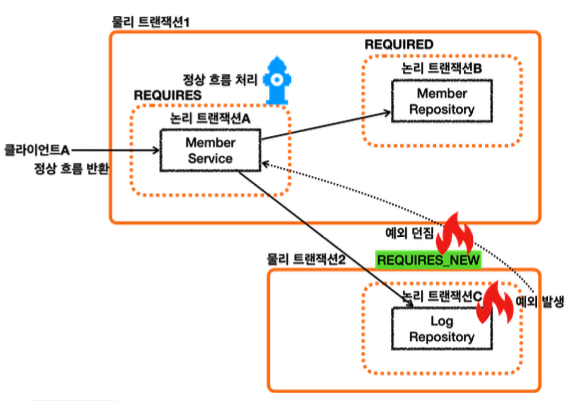 물리 트랜잭션1
REQUIRED
논리 트랜잭션B
Member
Repository
정상 흐름 처리
REQUIRES
논리 트랜잭션A
Member
Service
클라이언트A
정상 흐름 반환
예외 던짐
물리 트랜잭션2
REQUIRES_NEW
논리 트랜잭션C
예외 발생
Log
Repository